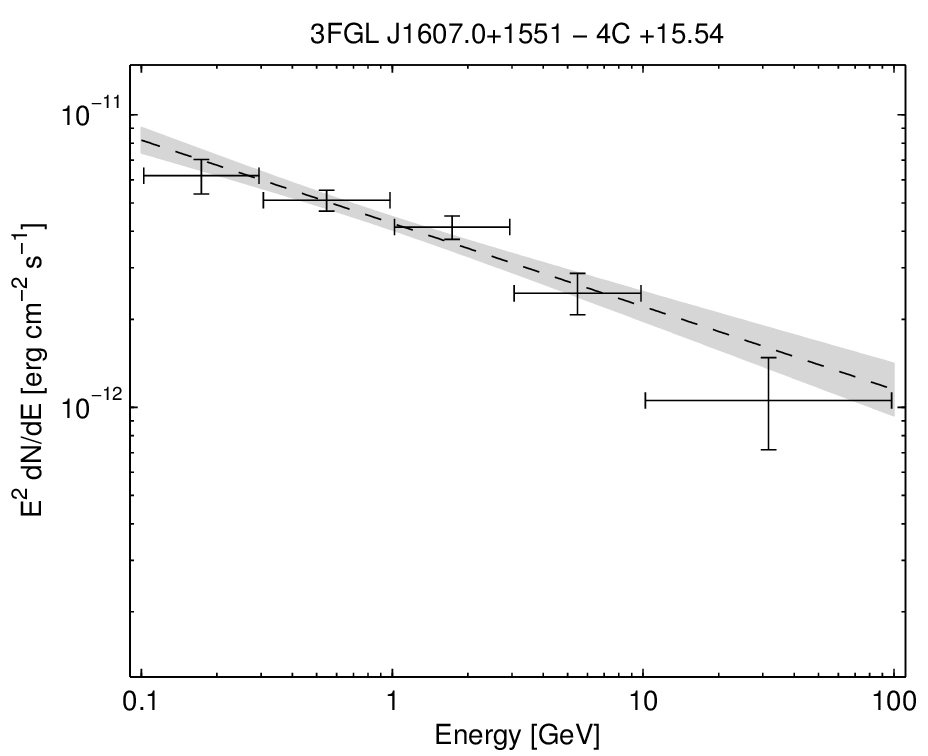 3FGL J1607.0+1551 − 4C +15.54
10⁻¹¹
10⁻¹²
E² dN/dE [erg cm⁻² s⁻¹]
0.1 1 10 100
Energy [GeV]